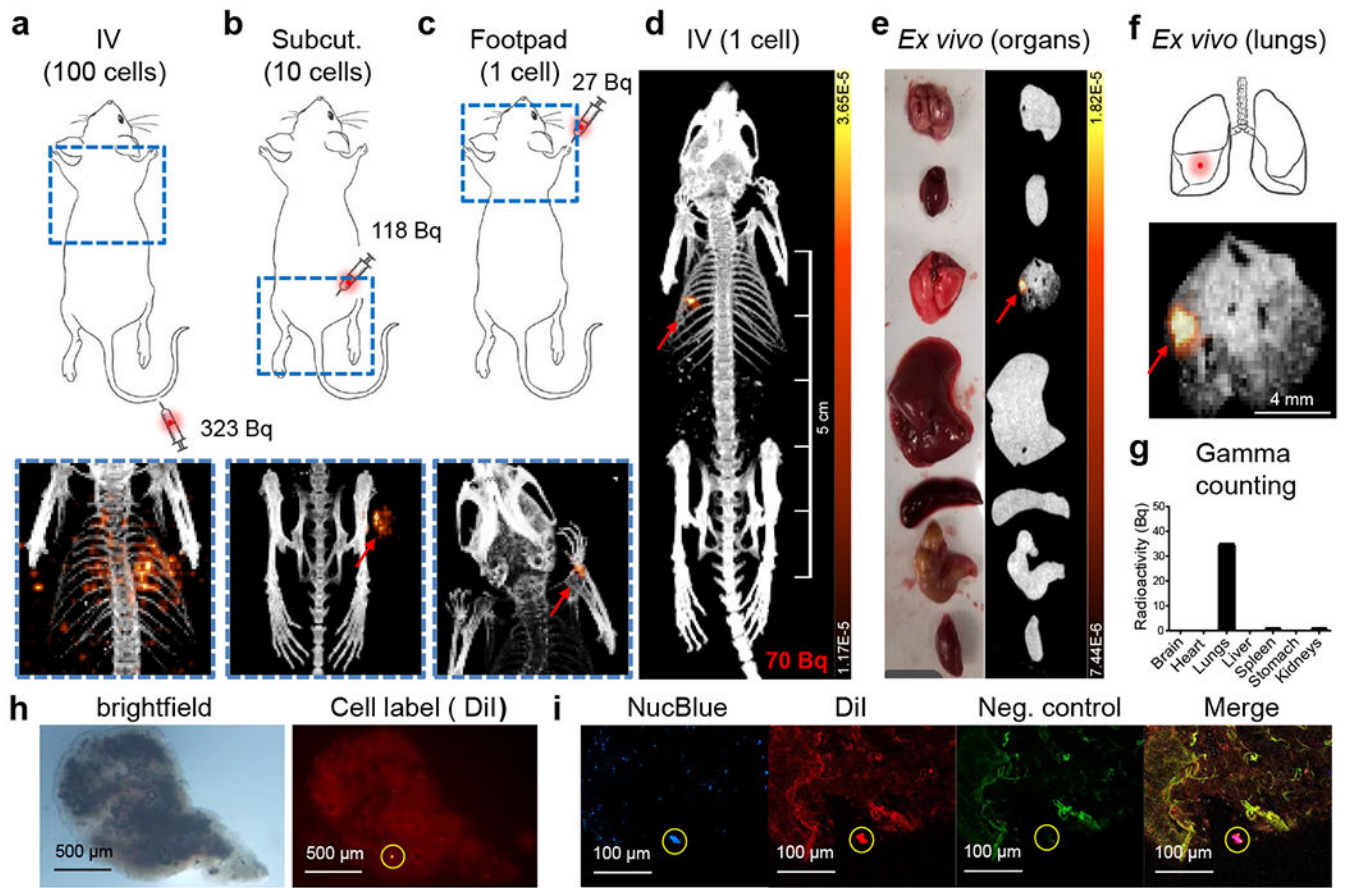 a
IV
(100 cells)
323 Bq
b
Subcut.
(10 cells)
118 Bq
c
Footpad
(1 cell)
27 Bq
d
IV (1 cell)
3.65E-5
5 cm
70 Bq
1.17E-5
e
Ex vivo (organs)
1.82E-5
7.44E-6
f
Ex vivo (lungs)
4 mm
g
Gamma
counting
Radioactivity (Bq)
50
40
30
20
10
0
Brain
Heart
Lungs
Liver
Spleen
Stomach
Kidneys
h
brightfield
500 µm
Cell label ( DiI)
500 µm
i
NucBlue
100 µm
DiI
100 µm
Neg. control
100 µm
Merge
100 µm